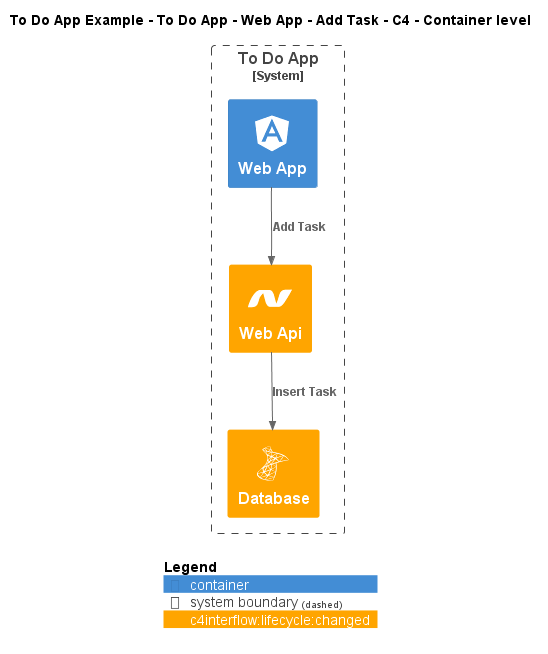 To Do App Example - To Do App - Web App - Add Task - C4 - Container level
To Do App
[System]
Web App
Add Task
Web Api
Insert Task
Database
Legend
container
system boundary (dashed)
c4interflow:lifecycle:changed